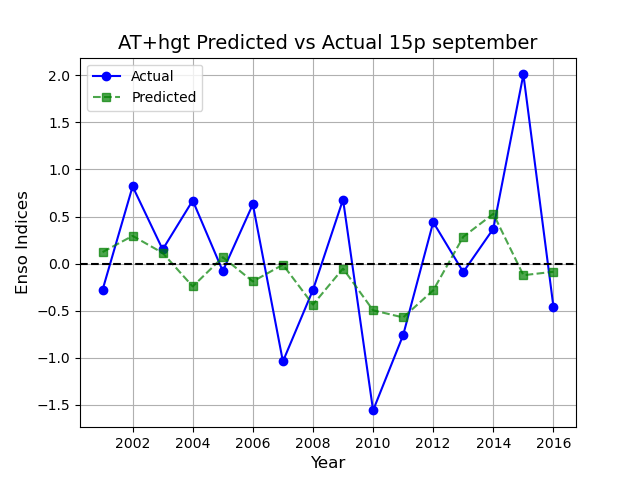 AT+hgt Predicted vs Actual 15p september
Actual
Predicted
Enso Indices
2.0
1.5
1.0
0.5
0.0
−0.5
−1.0
−1.5
2002 2004 2006 2008 2010 2012 2014 2016
Year